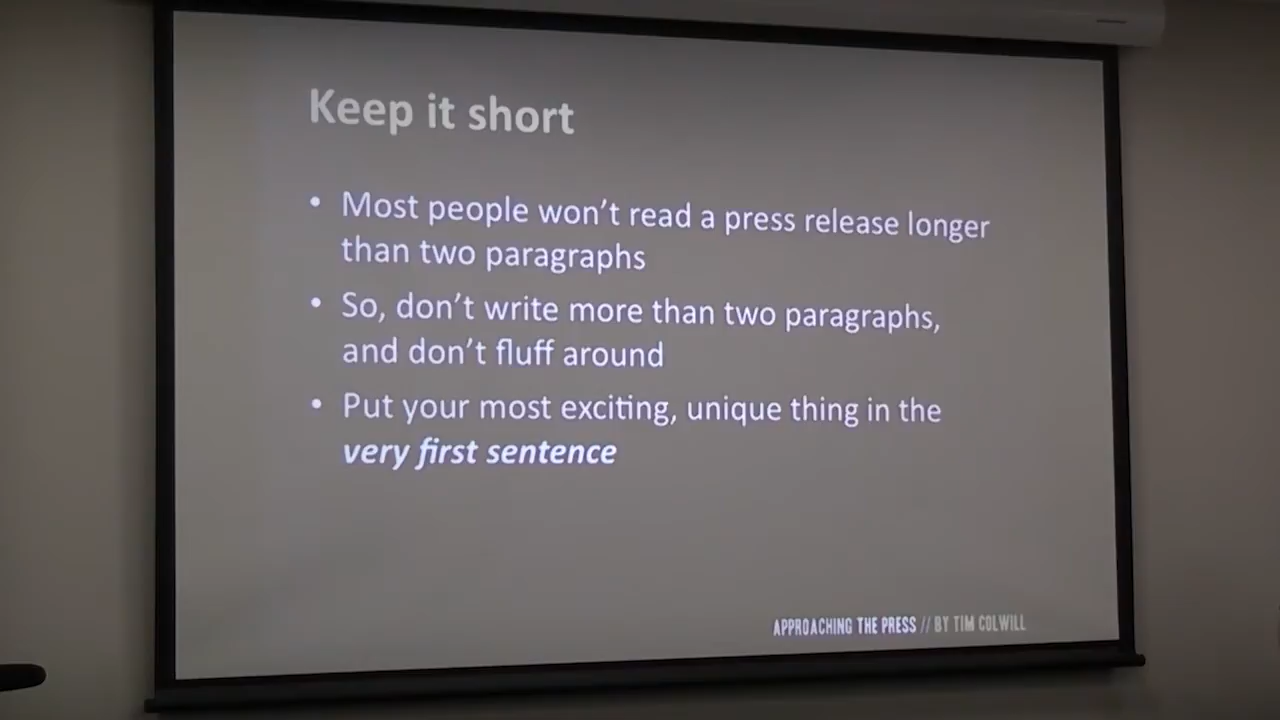 Keep it short
• Most people won't read a press release longer
than two paragraphs
• So, don't write more than two paragraphs,
and don't fluff around
• Put your most exciting, unique thing in the
very first sentence
APPROACHING THE PRESS // BY TIM COLWILL